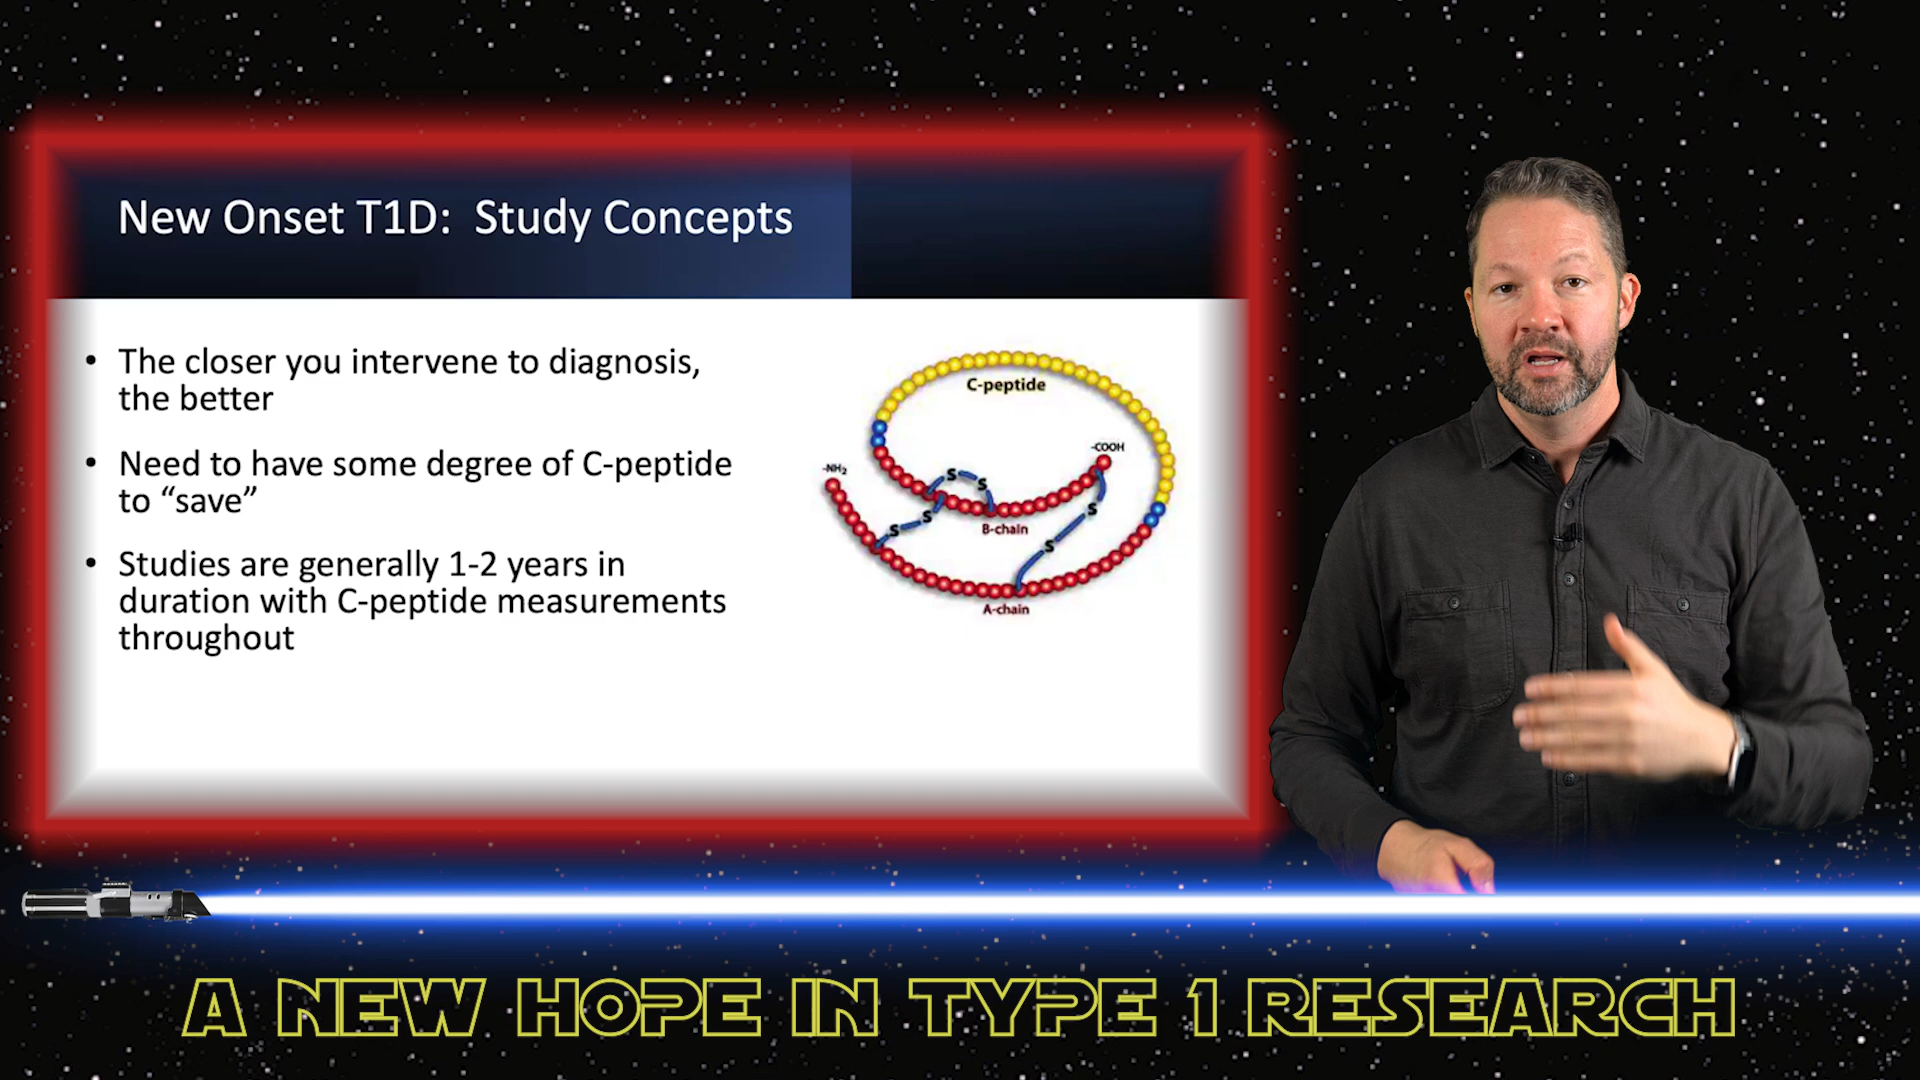 New Onset T1D: Study Concepts
• The closer you intervene to diagnosis,
the better
• Need to have some degree of C-peptide
to “save”
• Studies are generally 1-2 years in
duration with C-peptide measurements
throughout
C-peptide
-COOH
-NH₂
S
S
S
S
S
S
B-chain
A-chain
A NEW HOPE IN TYPE 1 RESEARCH